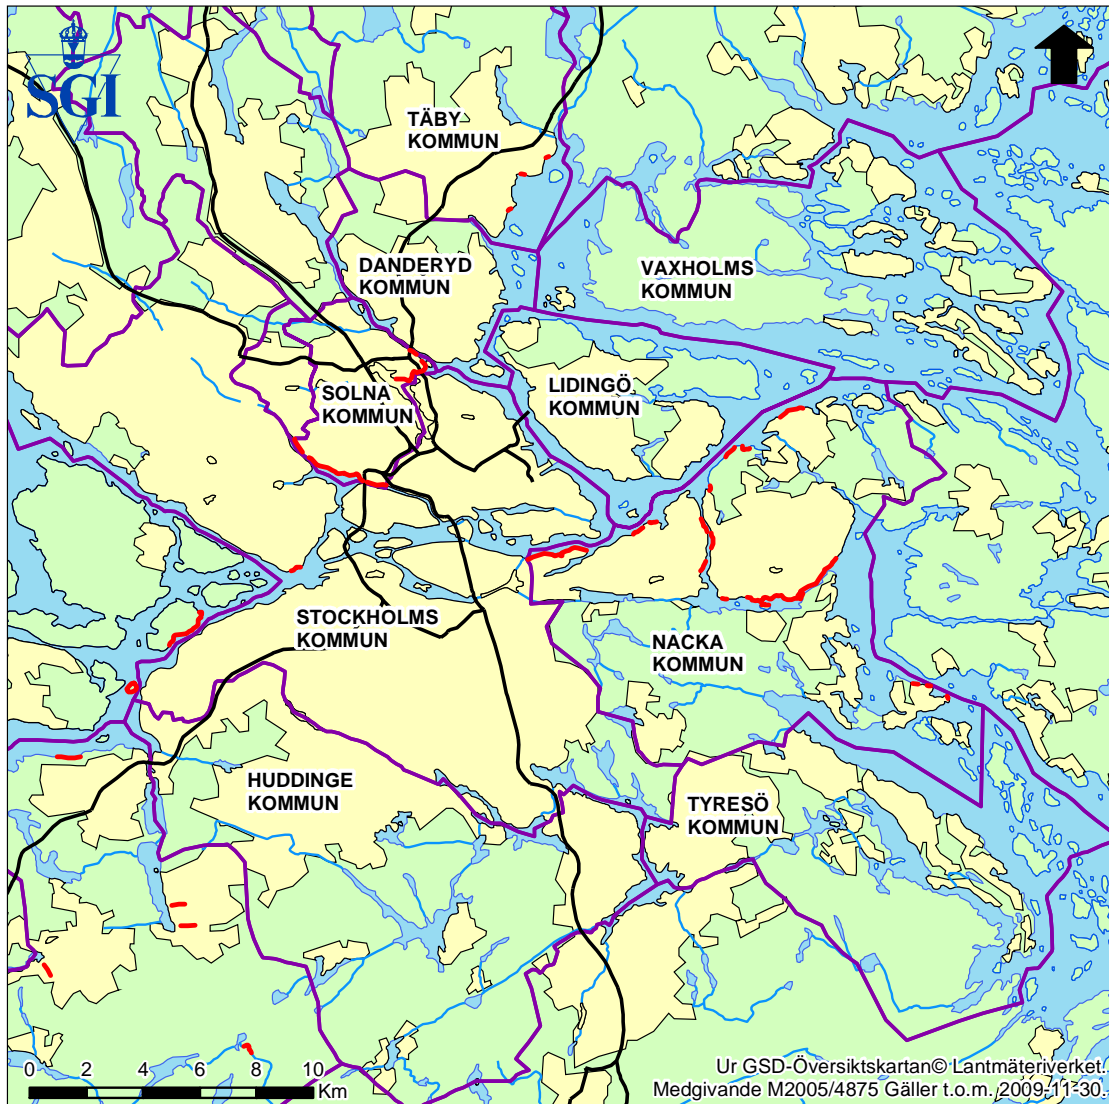 SGI
TÄBY
KOMMUN
DANDERYD
KOMMUN
VAXHOLMS
KOMMUN
SOLNA
KOMMUN
LIDINGÖ
KOMMUN
STOCKHOLMS
KOMMUN
NACKA
KOMMUN
HUDDINGE
KOMMUN
TYRESÖ
KOMMUN
0 2 4 6 8 10
Km
Ur GSD-Översiktskartan© Lantmäteriverket.
Medgivande M2005/4875 Gäller t.o.m. 2009-11-30.